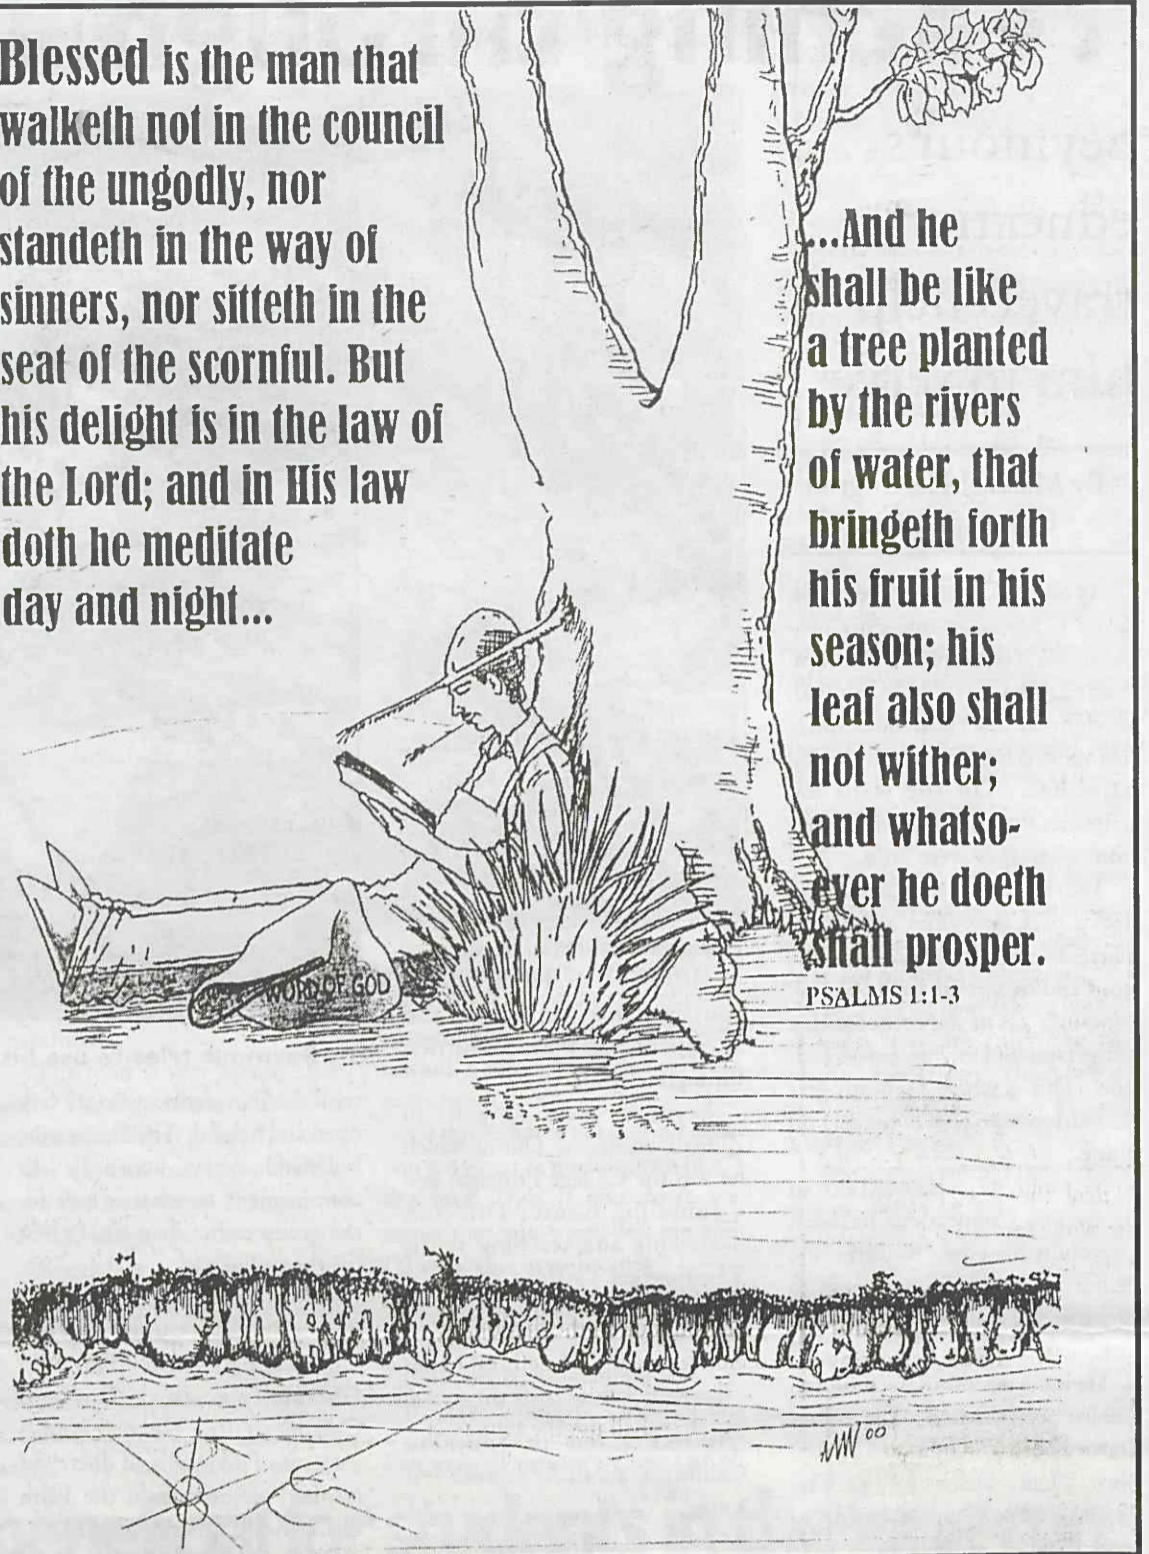 Blessed is the man that
walketh not in the council
of the ungodly, nor
standeth in the way of
sinners, nor sitteth in the
seat of the scornful. But
his delight is in the law of
the Lord; and in His law
doth he meditate
day and night...
...And he
shall be like
a tree planted
by the rivers
of water, that
bringeth forth
his fruit in his
season; his
leaf also shall
not wither;
and whatso-
ever he doeth
shall prosper.
PSALMS 1:1-3
WORD OF GOD